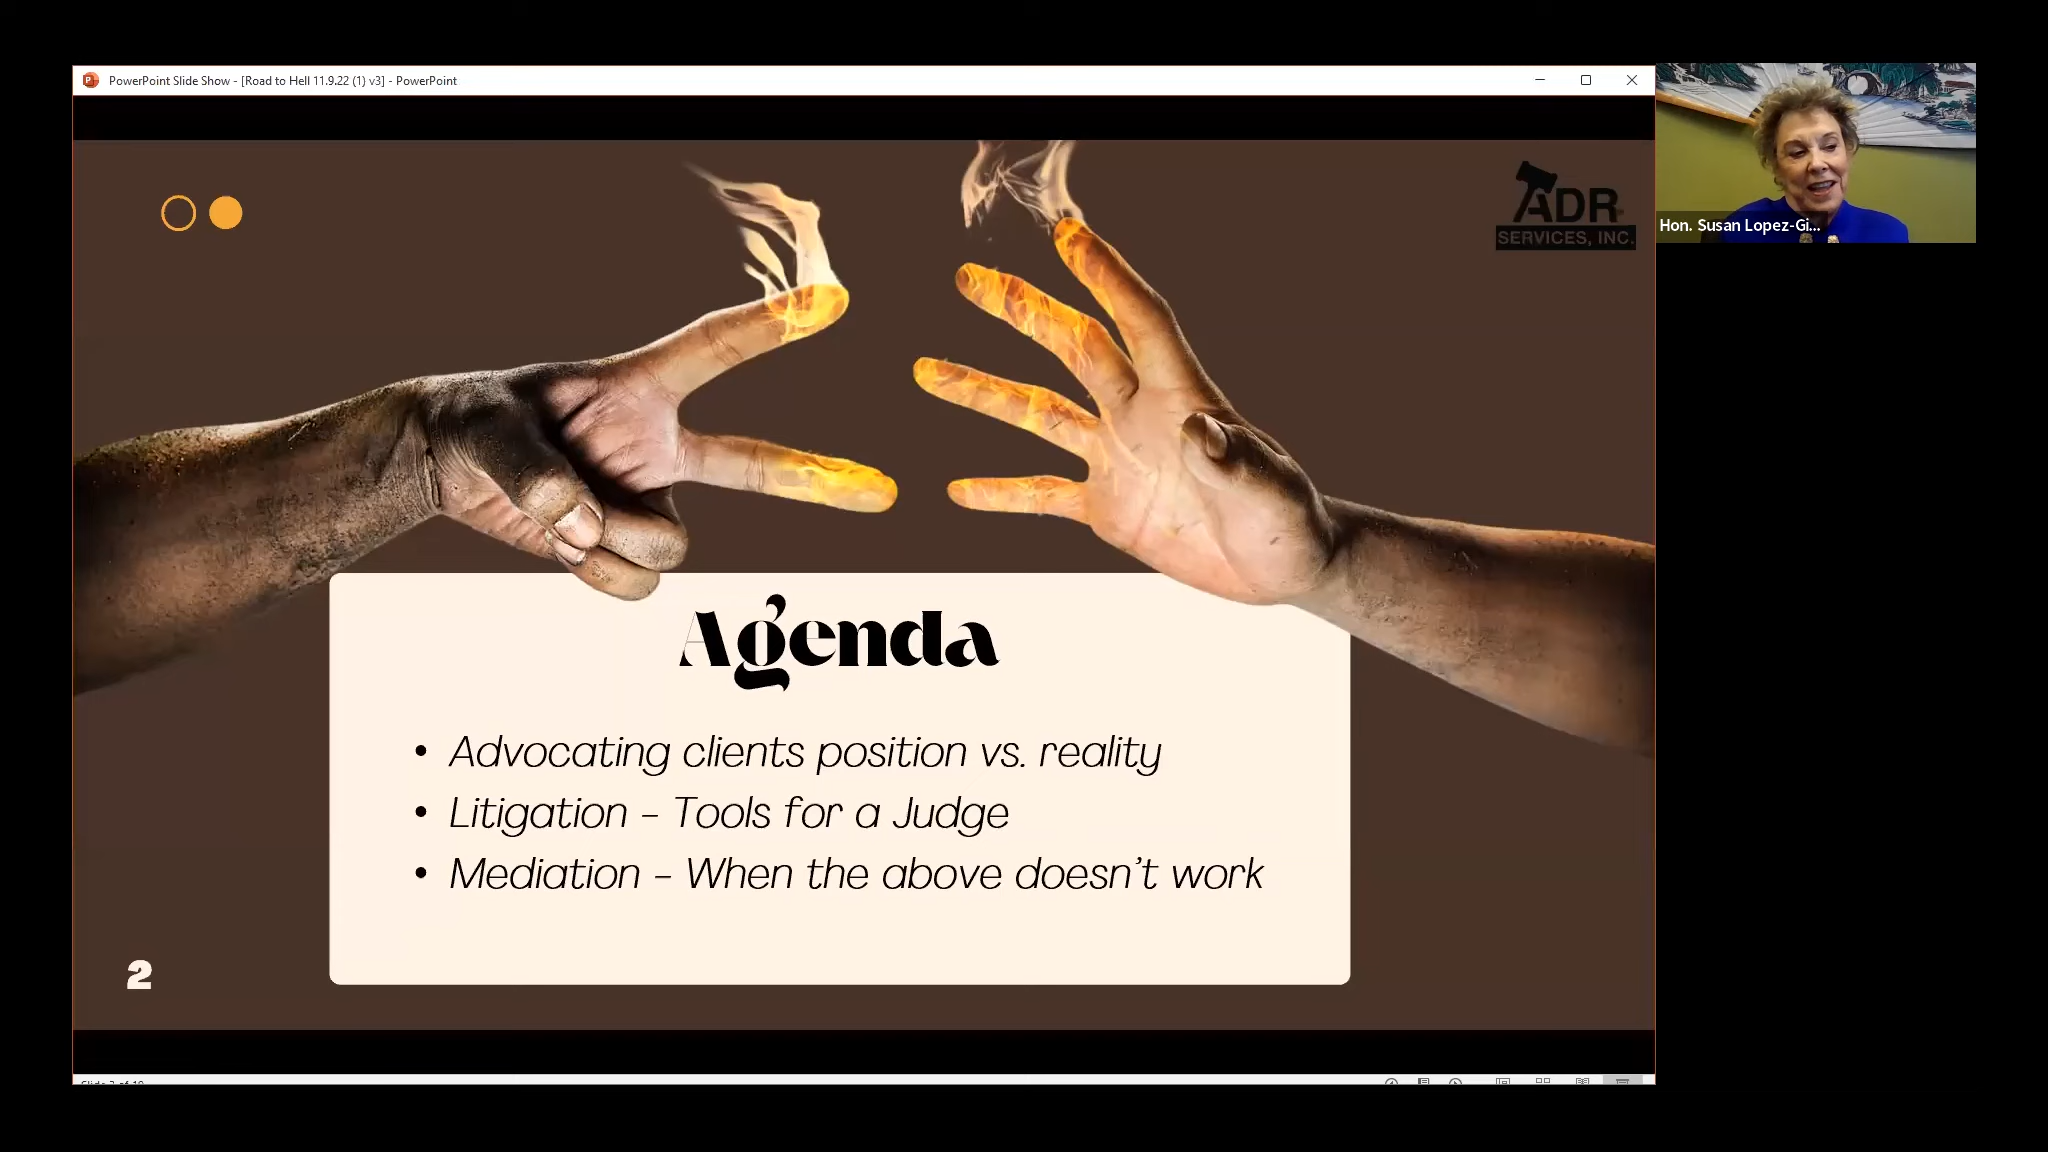 PowerPoint Slide Show - [Road to Hell 11.9.22 (1) v3] - PowerPoint
ADR
SERVICES, INC.
Hon. Susan Lopez-Gi...
Agenda
• Advocating clients position vs. reality
• Litigation – Tools for a Judge
• Mediation – When the above doesn't work
2